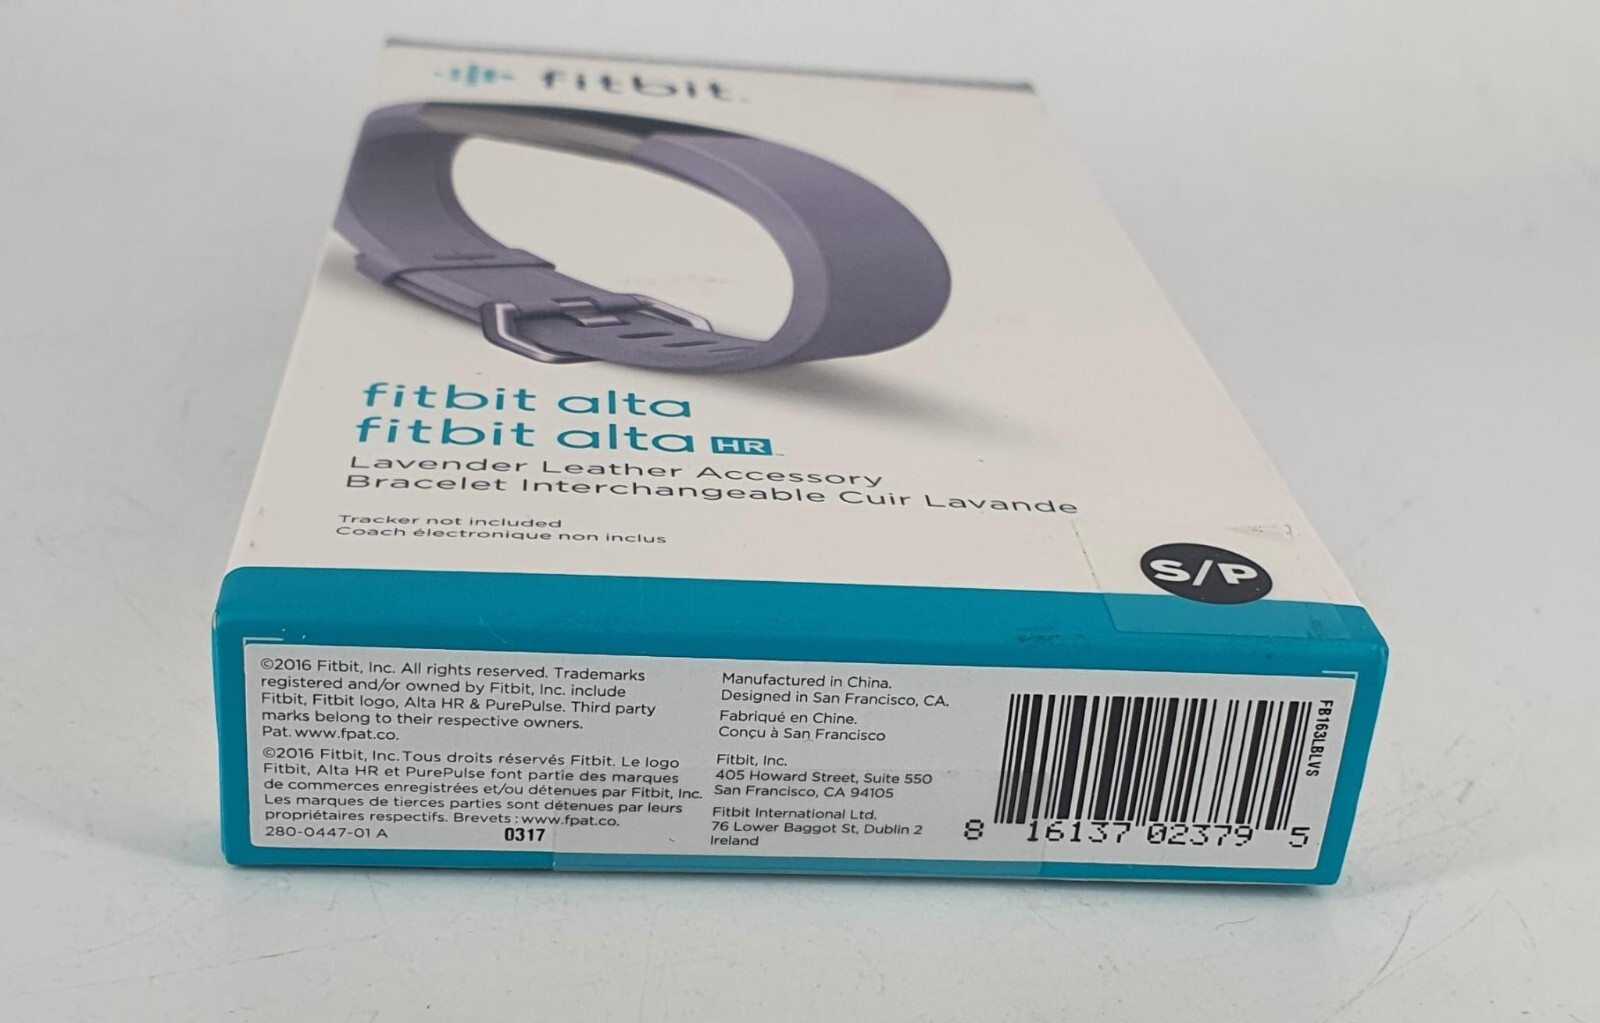 fitbit™
fitbit alta
fitbit alta HR™
Lavender Leather Accessory
Bracelet Interchangeable Cuir Lavande
Tracker not included
Coach électronique non inclus
S/P
©2016 Fitbit, Inc. All rights reserved. Trademarks
registered and/or owned by Fitbit, Inc. include
Fitbit, Fitbit logo, Alta HR & PurePulse. Third party
marks belong to their respective owners.
Pat. www.fpat.co.
©2016 Fitbit, Inc. Tous droits réservés Fitbit. Le logo
Fitbit, Alta HR et PurePulse font partie des marques
de commerces enregistrées et/ou détenues par Fitbit, Inc.
Les marques de tierces parties sont détenues par leurs
propriétaires respectifs. Brevets : www.fpat.co.
280-0447-01 A
0317
Manufactured in China.
Designed in San Francisco, CA.
Fabriqué en Chine.
Conçu à San Francisco
Fitbit, Inc.
405 Howard Street, Suite 550
San Francisco, CA 94105
Fitbit International Ltd.
76 Lower Baggot St, Dublin 2
Ireland
FB163LBLVS
8 16137 02379 5